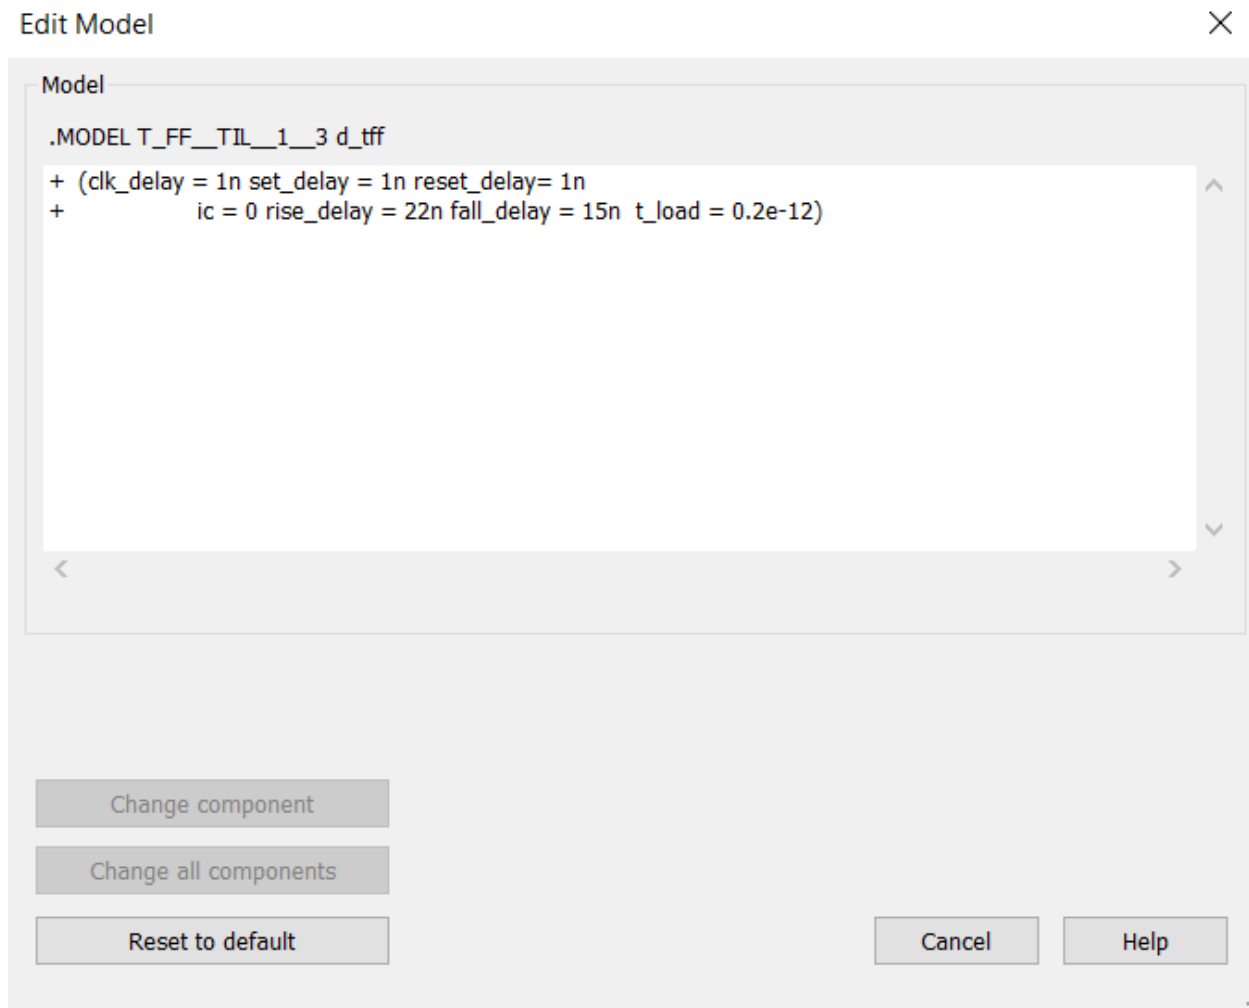 Edit Model
Model
.MODEL T_FF__TIL__1__3 d_tff
+  (clk_delay = 1n set_delay = 1n reset_delay= 1n
+                    ic = 0 rise_delay = 22n fall_delay = 15n  t_load = 0.2e-12)
Change component
Change all components
Reset to default
Cancel
Help